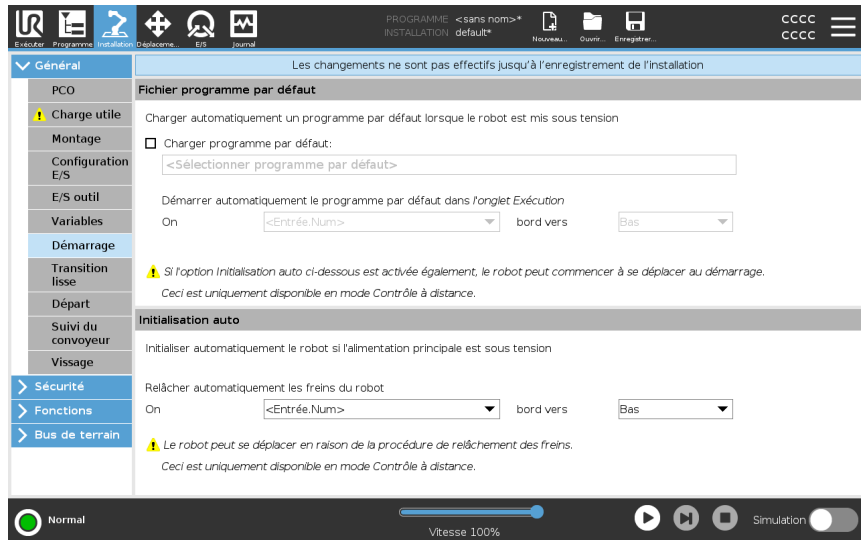 UR
PROGRAMME <sans nom>*
INSTALLATION default*
Exécuter
Programme
Installation
Déplaceme...
E/S
Journal
Nouveau...
Ouvrir...
Enregistrer...
CCCC
CCCC
Général
PCO
Charge utile
Montage
Configuration
E/S
E/S outil
Variables
Démarrage
Transition
lisse
Départ
Suivi du
convoyeur
Vissage
Sécurité
Fonctions
Bus de terrain
Les changements ne sont pas effectifs jusqu'à l'enregistrement de l'installation
Fichier programme par défaut
Charger automatiquement un programme par défaut lorsque le robot est mis sous tension
Charger programme par défaut:
<Sélectionner programme par défaut>
Démarrer automatiquement le programme par défaut dans l'onglet Exécution
On <Entrée.Num> bord vers Bas
Si l'option Initialisation auto ci-dessous est activée également, le robot peut commencer à se déplacer au démarrage.
Ceci est uniquement disponible en mode Contrôle à distance.
Initialisation auto
Initialiser automatiquement le robot si l'alimentation principale est sous tension
Relâcher automatiquement les freins du robot
On <Entrée.Num> bord vers Bas
Le robot peut se déplacer en raison de la procédure de relâchement des freins.
Ceci est uniquement disponible en mode Contrôle à distance.
Normal
Vitesse 100%
Simulation